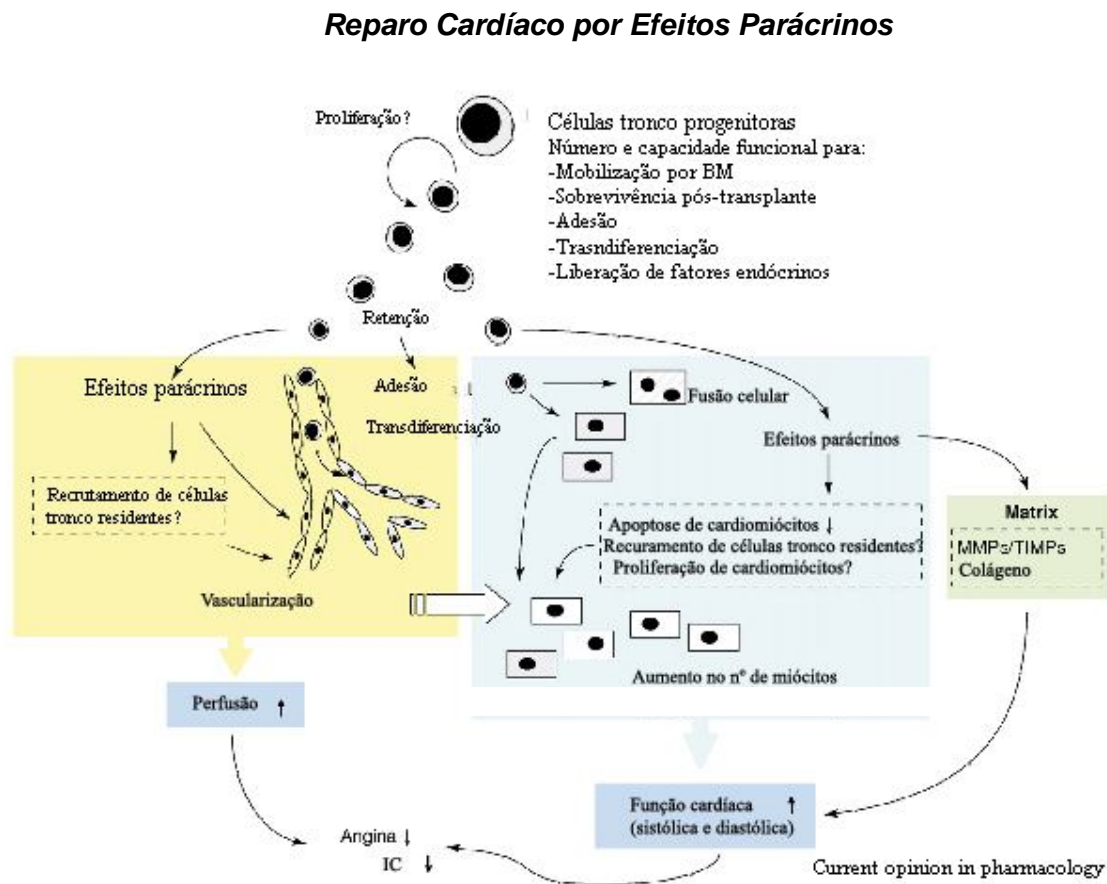 Reparo Cardíaco por Efeitos Parácrinos
Proliferação?
Células tronco progenitoras
Número e capacidade funcional para:
-Mobilização por BM
-Sobrevivência pós-transplante
-Adesão
-Trasndiferenciação
-Liberação de fatores endócrinos
Retenção
Efeitos parácrinos
Adesão
Transdiferenciação
Recrutamento de células
tronco residentes?
Vascularização
Fusão celular
Efeitos parácrinos
Apoptose de cardiomiócitos ↓
Recuramento de células tronco residentes?
Proliferação de cardiomiócitos?
Aumento no nº de miócitos
Matrix
MMPs/TIMPs
Colágeno
Perfusão ↑
Função cardíaca ↑
(sistólica e diastólica)
Angina ↓
IC ↓
Current opinion in pharmacology